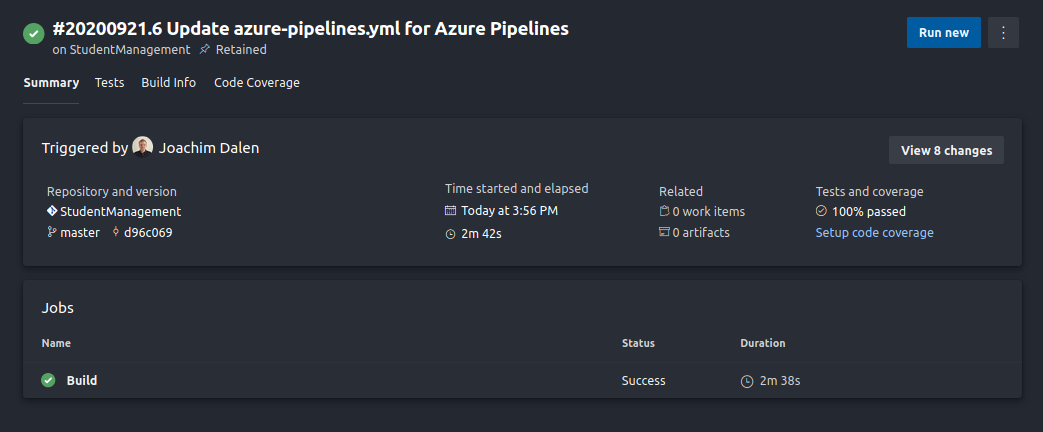 #20200921.6 Update azure-pipelines.yml for Azure Pipelines
on StudentManagement Retained
Run new
Summary Tests Build Info Code Coverage
Triggered by Joachim Dalen
View 8 changes
Repository and version
StudentManagement
master d96c069
Time started and elapsed
Today at 3:56 PM
2m 42s
Related
0 work items
0 artifacts
Tests and coverage
100% passed
Setup code coverage
Jobs
Name Status Duration
Build Success 2m 38s